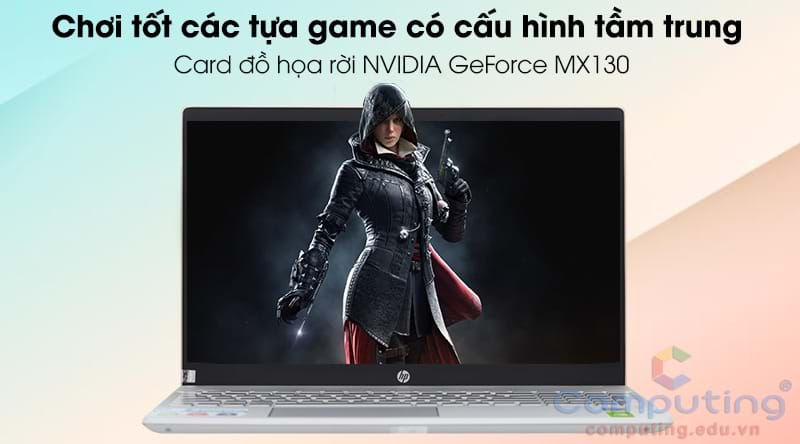 Chơi tốt các tựa game có cấu hình tầm trung
Card đồ họa rời NVIDIA GeForce MX130
hp
Computing®
computing.edu.vn